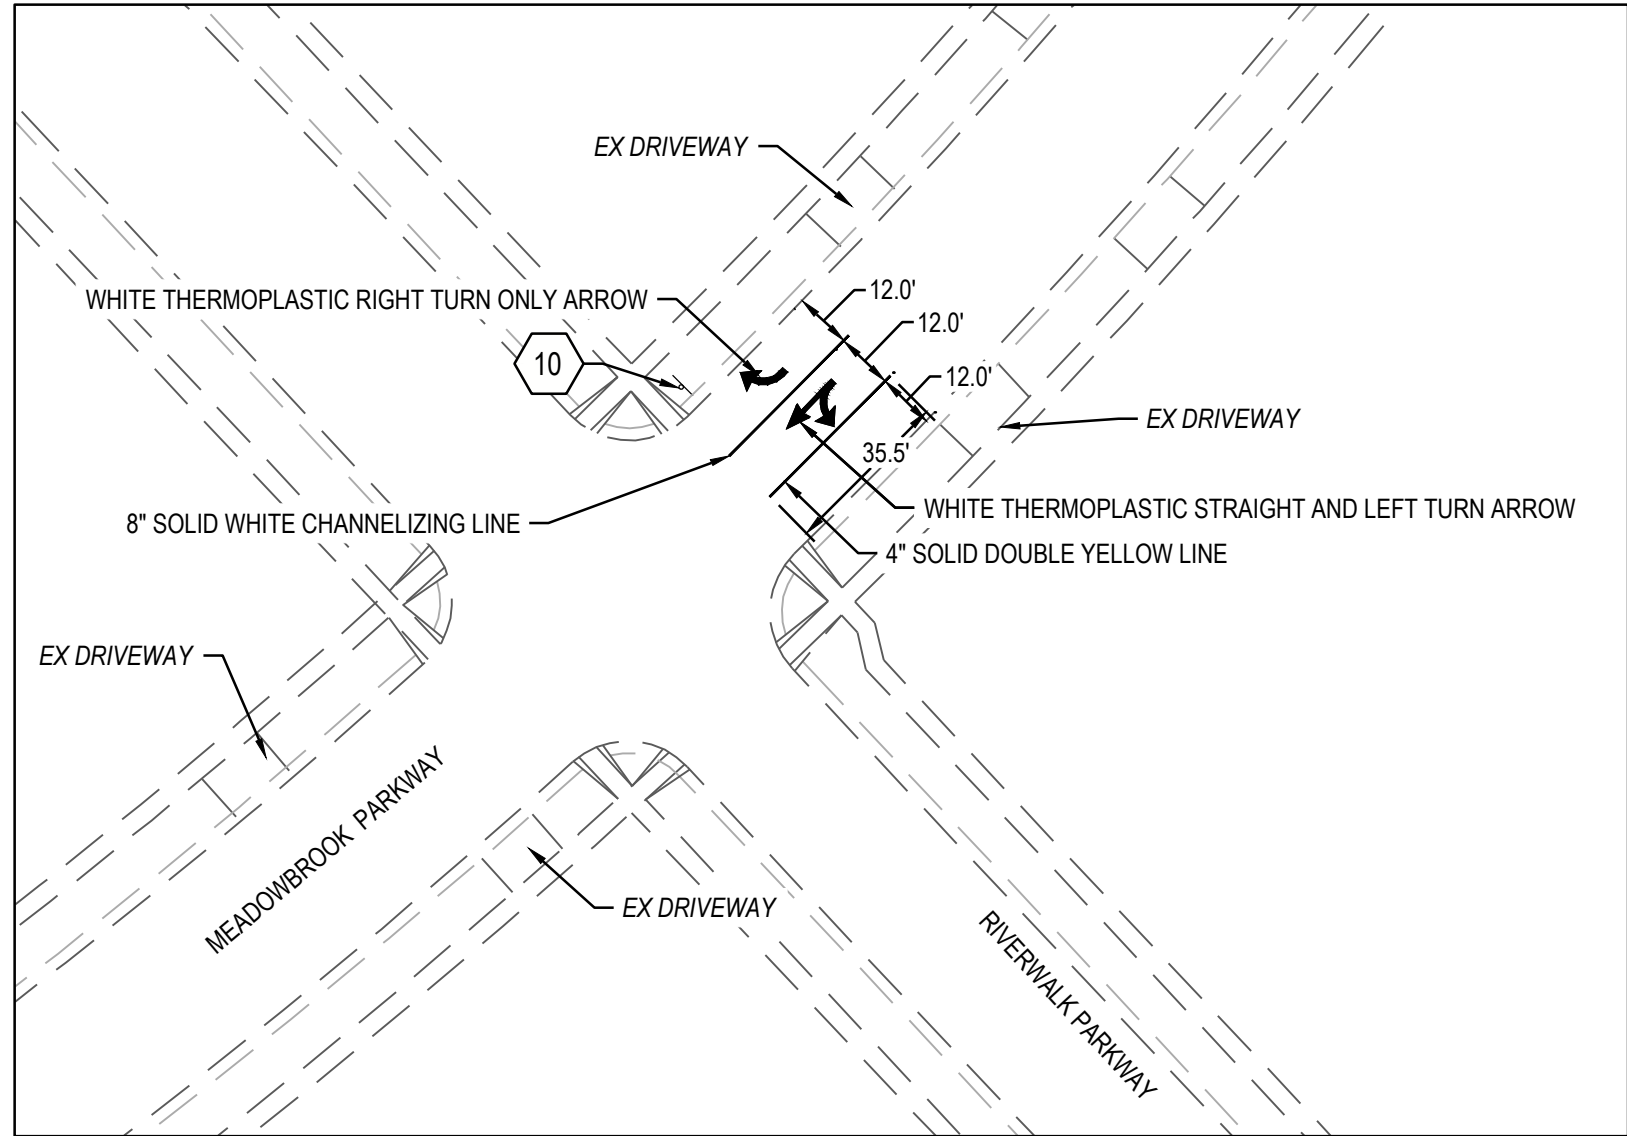 EX DRIVEWAY
WHITE THERMOPLASTIC RIGHT TURN ONLY ARROW
12.0'
12.0'
10
12.0'
EX DRIVEWAY
35.5'
WHITE THERMOPLASTIC STRAIGHT AND LEFT TURN ARROW
8" SOLID WHITE CHANNELIZING LINE
4" SOLID DOUBLE YELLOW LINE
EX DRIVEWAY
MEADOWBROOK PARKWAY
EX DRIVEWAY
RIVERWALK PARKWAY